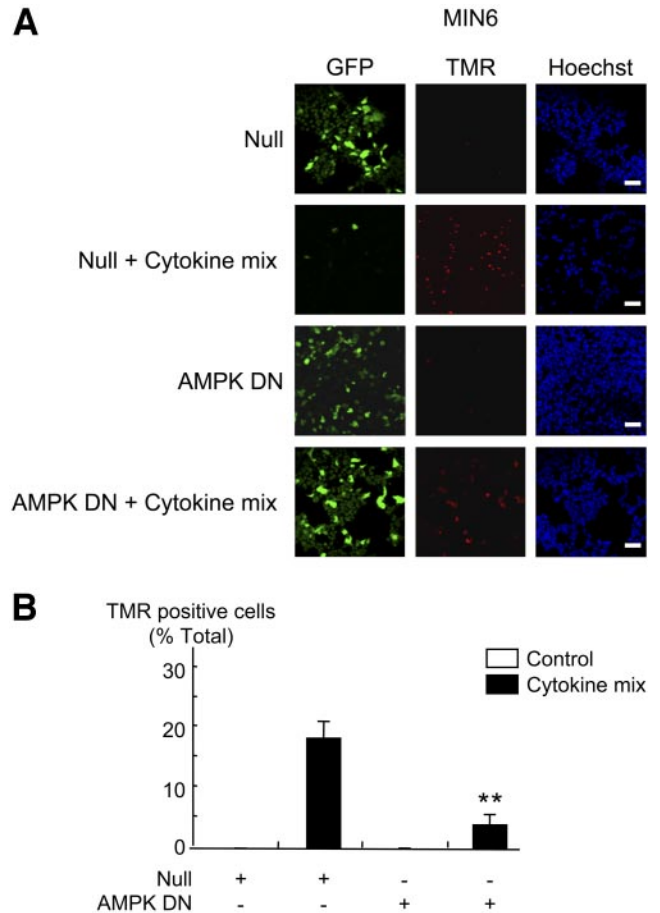 A
MIN6
GFP TMR Hoechst
Null
Null + Cytokine mix
AMPK DN
AMPK DN + Cytokine mix
B
TMR positive cells
(% Total)
Control
Cytokine mix
30
20
10
0
**
Null + + - -
AMPK DN - - + +